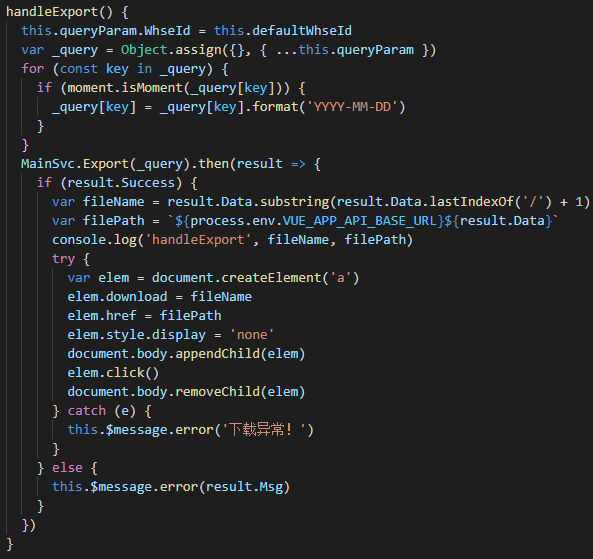 handleExport() {
  this.queryParam.WhseId = this.defaultWhseId
  var _query = Object.assign({}, { ...this.queryParam })
  for (const key in _query) {
    if (moment.isMoment(_query[key])) {
      _query[key] = _query[key].format('YYYY-MM-DD')
    }
  }
  MainSvc.Export(_query).then(result => {
    if (result.Success) {
      var fileName = result.Data.substring(result.Data.lastIndexOf('/') + 1)
      var filePath = `${process.env.VUE_APP_API_BASE_URL}${result.Data}`
      console.log('handleExport', fileName, filePath)
      try {
        var elem = document.createElement('a')
        elem.download = fileName
        elem.href = filePath
        elem.style.display = 'none'
        document.body.appendChild(elem)
        elem.click()
        document.body.removeChild(elem)
      } catch (e) {
        this.$message.error('下载异常！')
      }
    } else {
      this.$message.error(result.Msg)
    }
  })
}